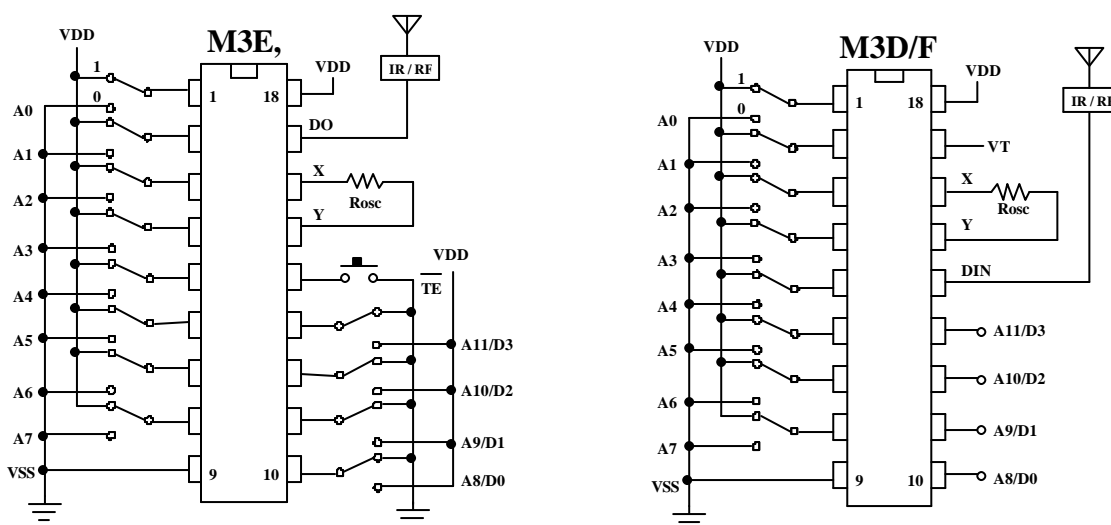 M3E,
VDD
VDD
IR / RF
1
0
1
18
DO
X
Rosc
Y
VDD
TE
A0
A1
A2
A3
A4
A5
A6
A7
VSS
9
10
A11/D3
A10/D2
A9/D1
A8/D0
M3D/F
VDD
VDD
1
0
1
18
VT
X
Rosc
Y
DIN
A0
A1
A2
A3
A4
A5
A6
A7
VSS
9
10
A11/D3
A10/D2
A9/D1
A8/D0